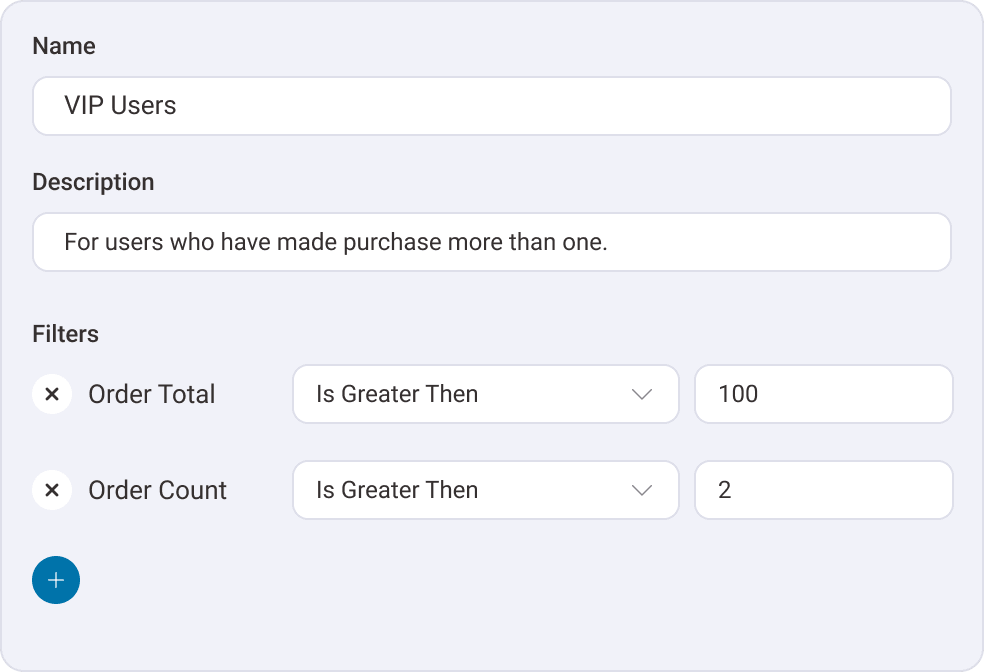 Name
VIP Users
Description
For users who have made purchase more than one.
Filters
Order Total Is Greater Then 100
Order Count Is Greater Then 2